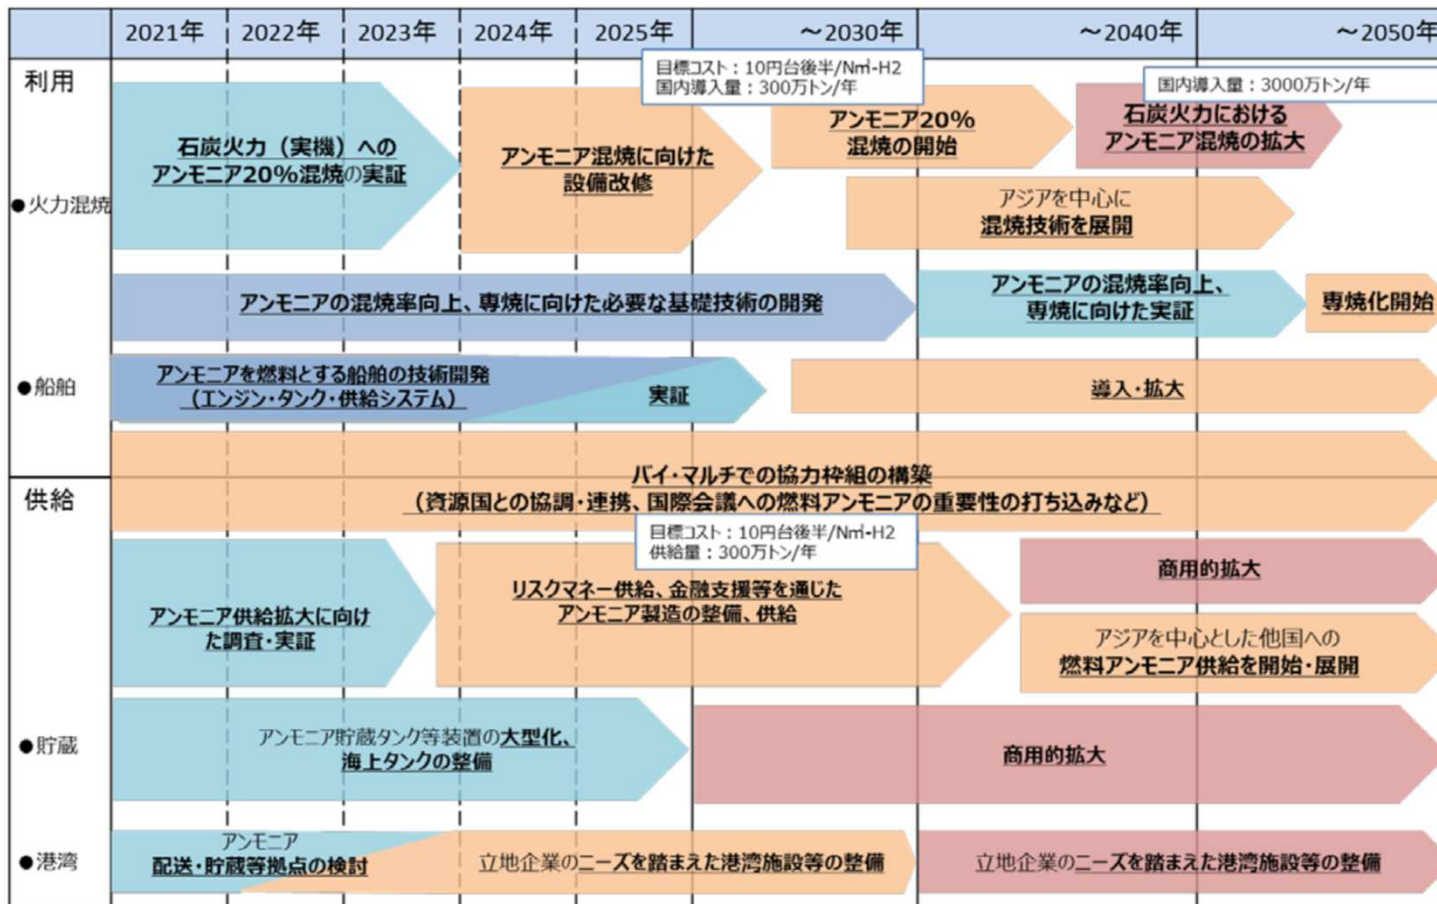 2021年 2022年 2023年 2024年 2025年 ～2030年 ～2040年 ～2050年
利用
目標コスト：10円台後半/N㎥-H2
国内導入量：300万トン/年
国内導入量：3000万トン/年
●火力混焼
石炭火力（実機）への
アンモニア20％混焼の実証
アンモニア混焼に向けた
設備改修
アンモニア20％
混焼の開始
石炭火力における
アンモニア混焼の拡大
アジアを中心に
混焼技術を展開
アンモニアの混焼率向上、専焼に向けた必要な基礎技術の開発
アンモニアの混焼率向上、
専焼に向けた実証
専焼化開始
●船舶
アンモニアを燃料とする船舶の技術開発
（エンジン・タンク・供給システム）
実証
導入・拡大
バイ・マルチでの協力枠組の構築
（資源国との協調・連携、国際会議への燃料アンモニアの重要性の打ち込みなど）
供給
目標コスト：10円台後半/N㎥-H2
供給量：300万トン/年
アンモニア供給拡大に向け
た調査・実証
リスクマネー供給、金融支援等を通じた
アンモニア製造の整備、供給
商用的拡大
アジアを中心とした他国への
燃料アンモニア供給を開始・展開
●貯蔵
アンモニア貯蔵タンク等装置の大型化、
海上タンクの整備
商用的拡大
●港湾
アンモニア
配送・貯蔵等拠点の検討
立地企業のニーズを踏まえた港湾施設等の整備
立地企業のニーズを踏まえた港湾施設等の整備